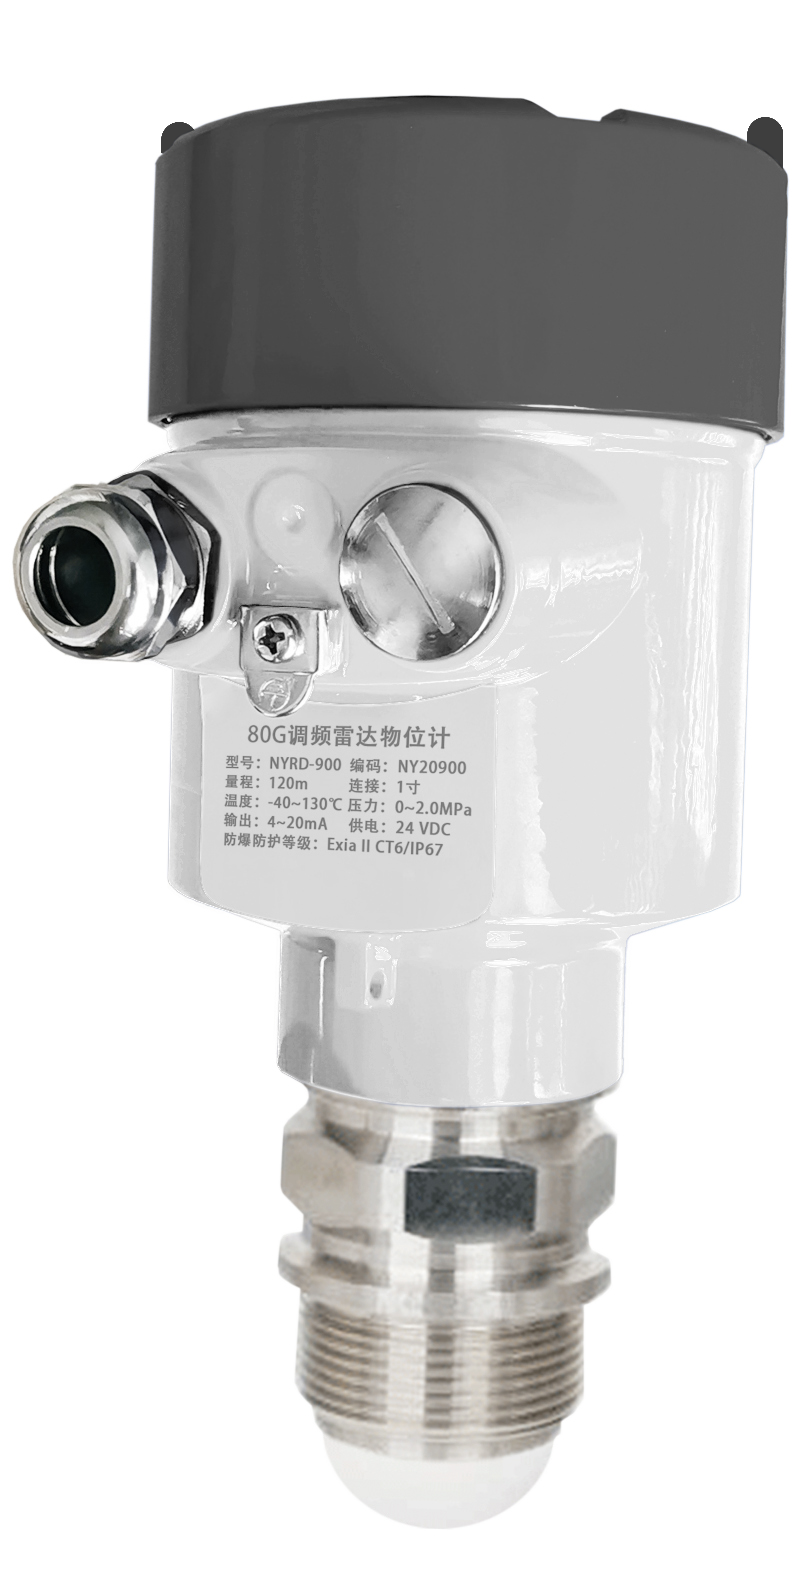 80G调频雷达物位计
型号：NYRD-900 编码：NY20900
量程：120m 连接：1寸
温度：-40~130℃ 压力：0~2.0MPa
输出：4~20mA 供电：24 VDC
防爆防护等级：Exia II CT6/IP67